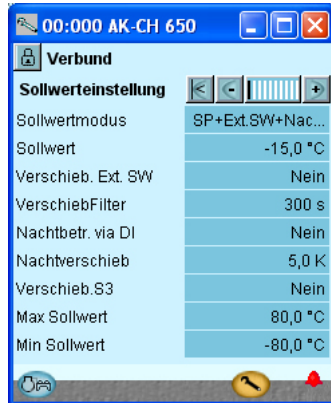 00:000 AK-CH 650
Verbund
Sollwerteinstellung
Sollwertmodus SP+Ext.SW+Nac...
Sollwert -15,0 °C
Verschieb. Ext. SW Nein
VerschiebFilter 300 s
Nachtbetr. via DI Nein
Nachtverschieb 5,0 K
Verschieb.S3 Nein
Max Sollwert 80,0 °C
Min Sollwert -80,0 °C